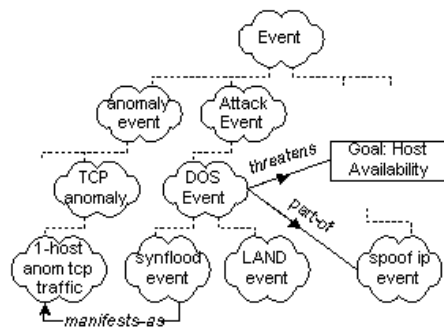 Event
anomaly
event
Attack
Event
threatens
Goal: Host
Availability
TCP
anomaly
DOS
Event
part-of
1-host
anom tcp
traffic
synflood
event
LAND
event
spoof ip
event
manifests-as